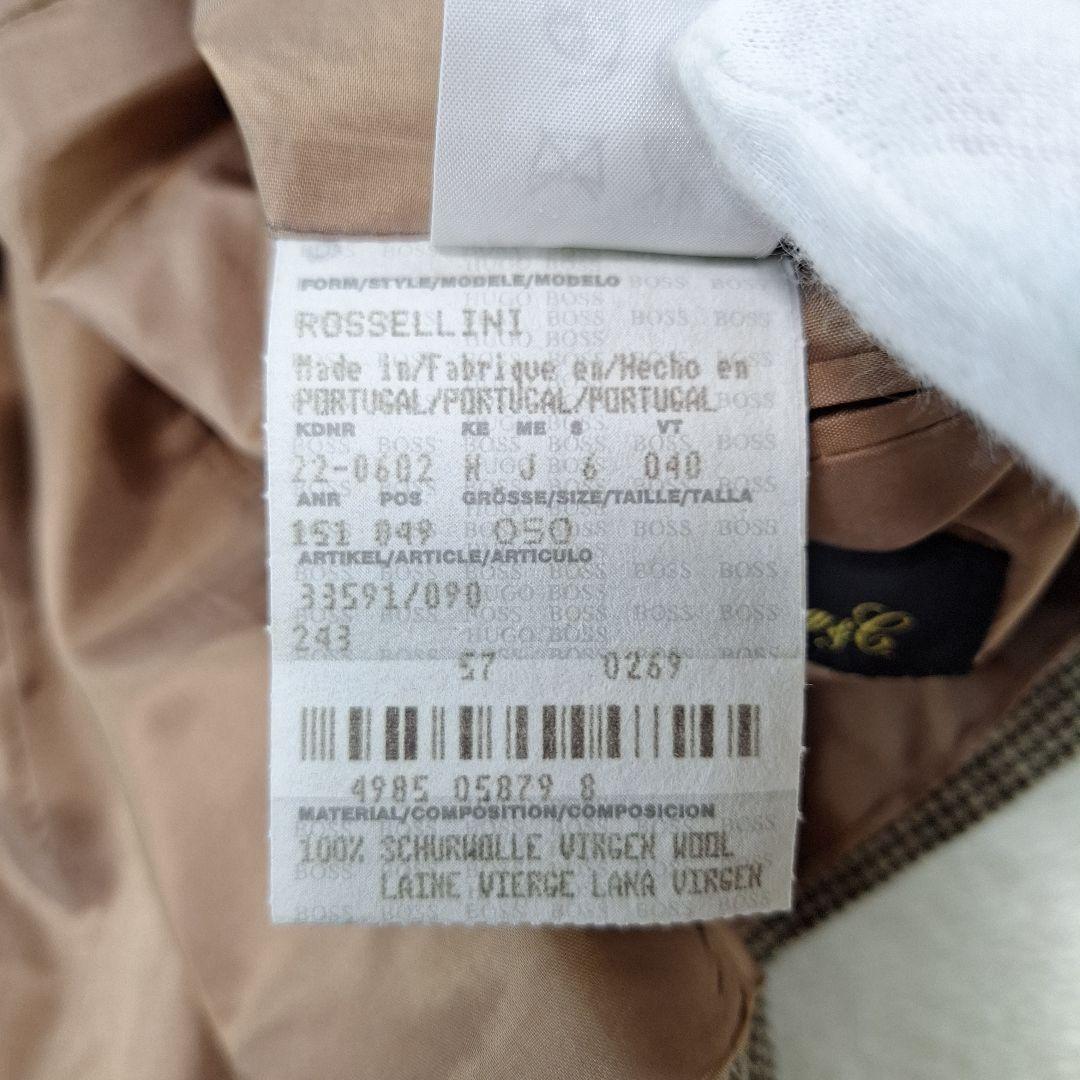 FORM/STYLE/MODELE/MODELO
ROSSELLINI
Made in/Fabrique en/Hecho en
PORTUGAL/PORTUGAL/PORTUGAL
KDNR KE ME S VT
22-0602 N J 6 040
ANR POS GRÖSSE/SIZE/TAILLE/TALLA
151 049 050
ARTIKEL/ARTICLE/ARTICULO
33591/090
243
57 0269
4985 05879 8
MATERIAL/COMPOSITION/COMPOSICION
100% SCHURWOLLE VIRGEN WOOL
LAINE VIERGE LANA VIRGEN
HUGO BOSS